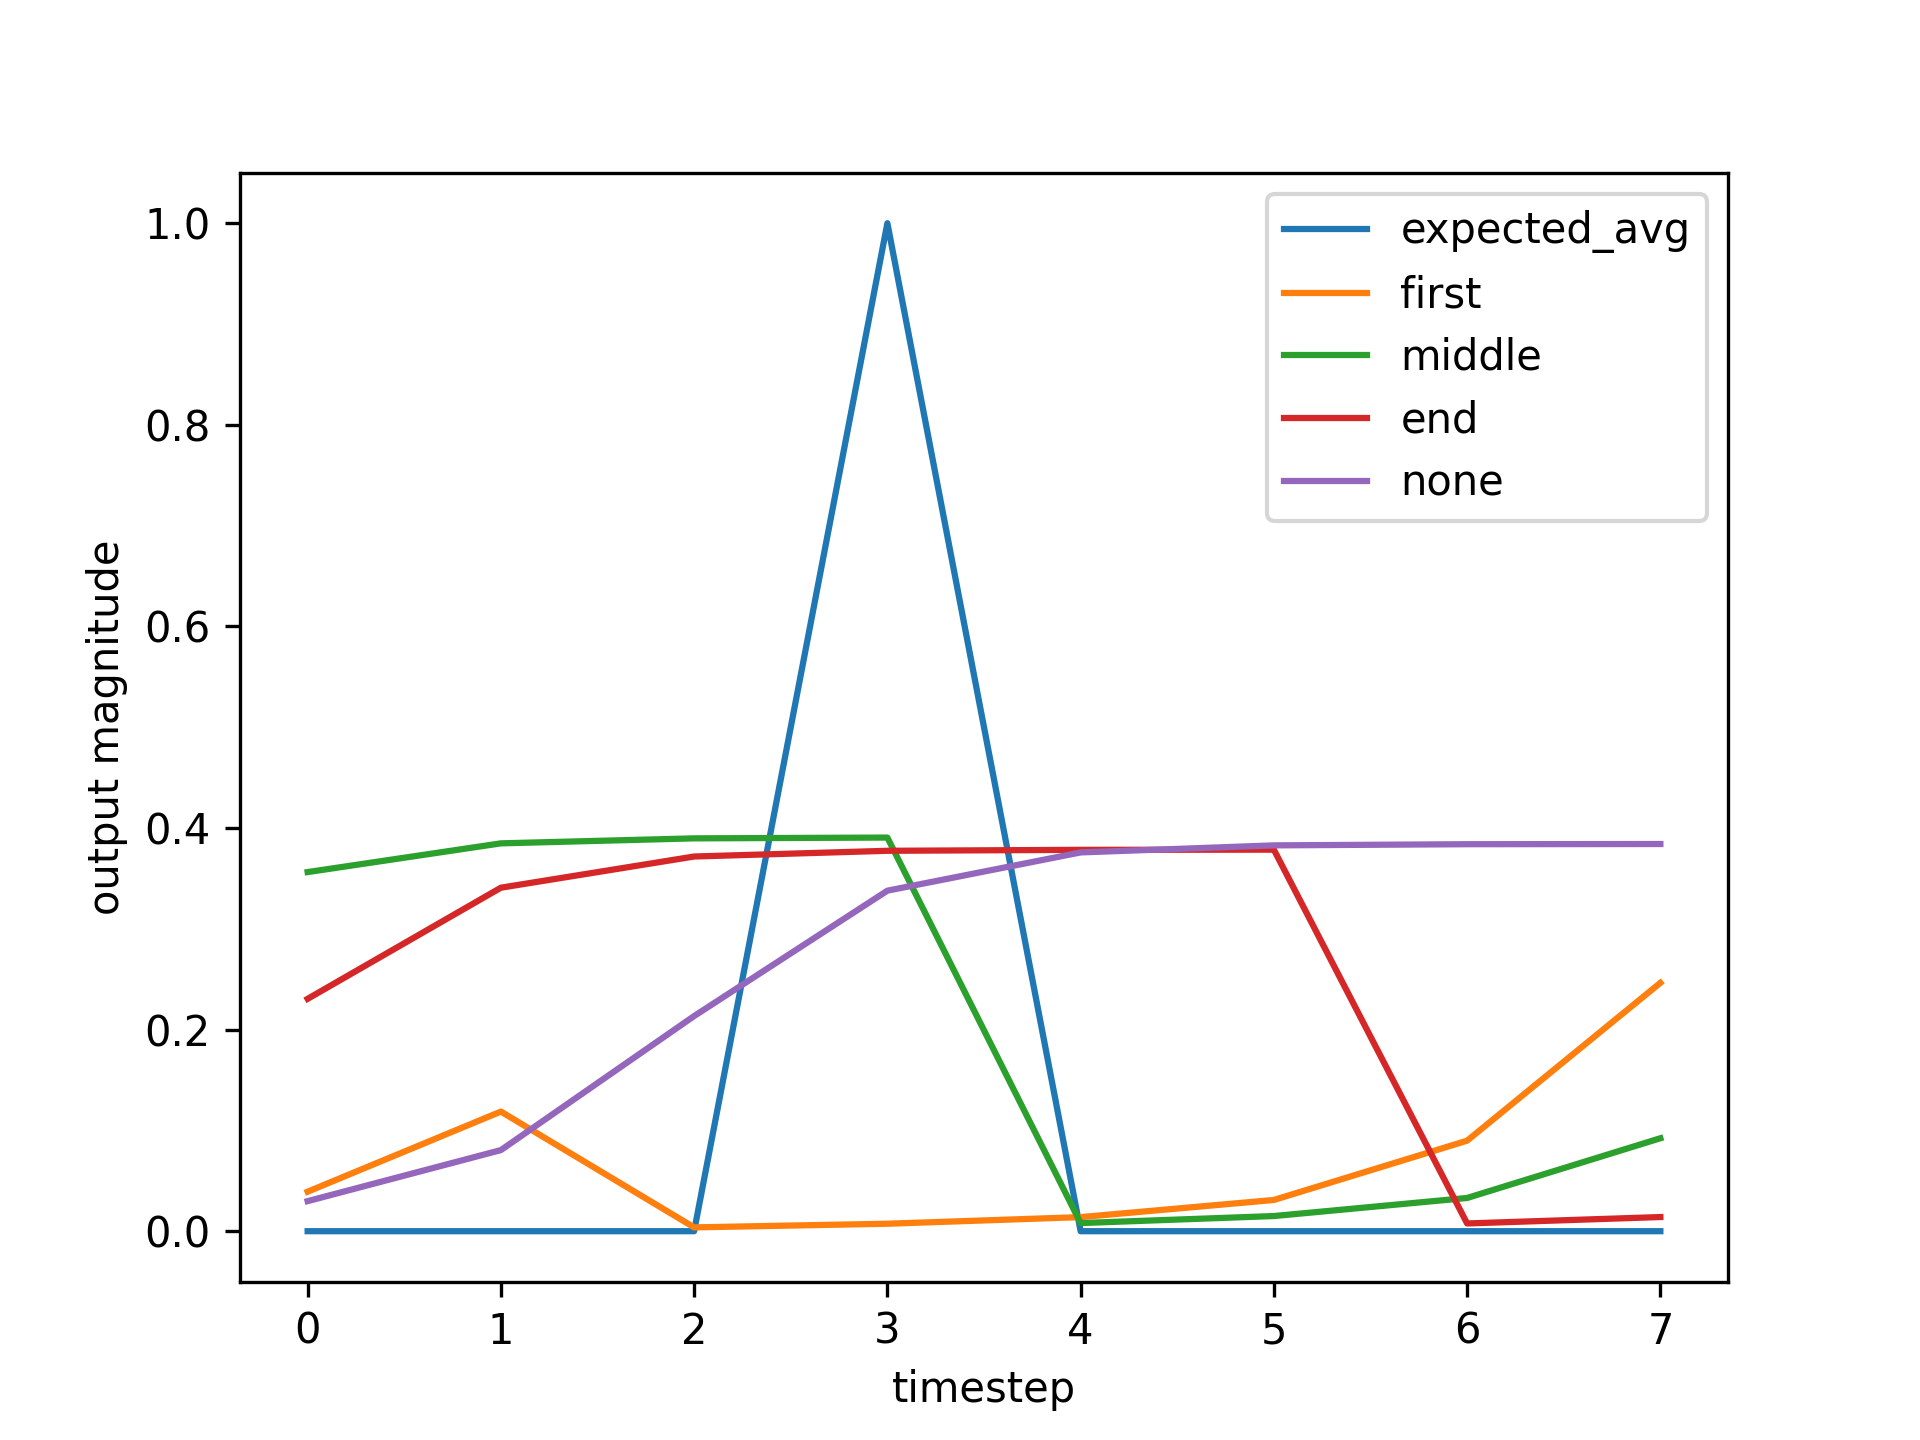 expected_avg
first
middle
end
none
1.0
0.8
0.6
0.4
0.2
0.0
output magnitude
0 1 2 3 4 5 6 7
timestep